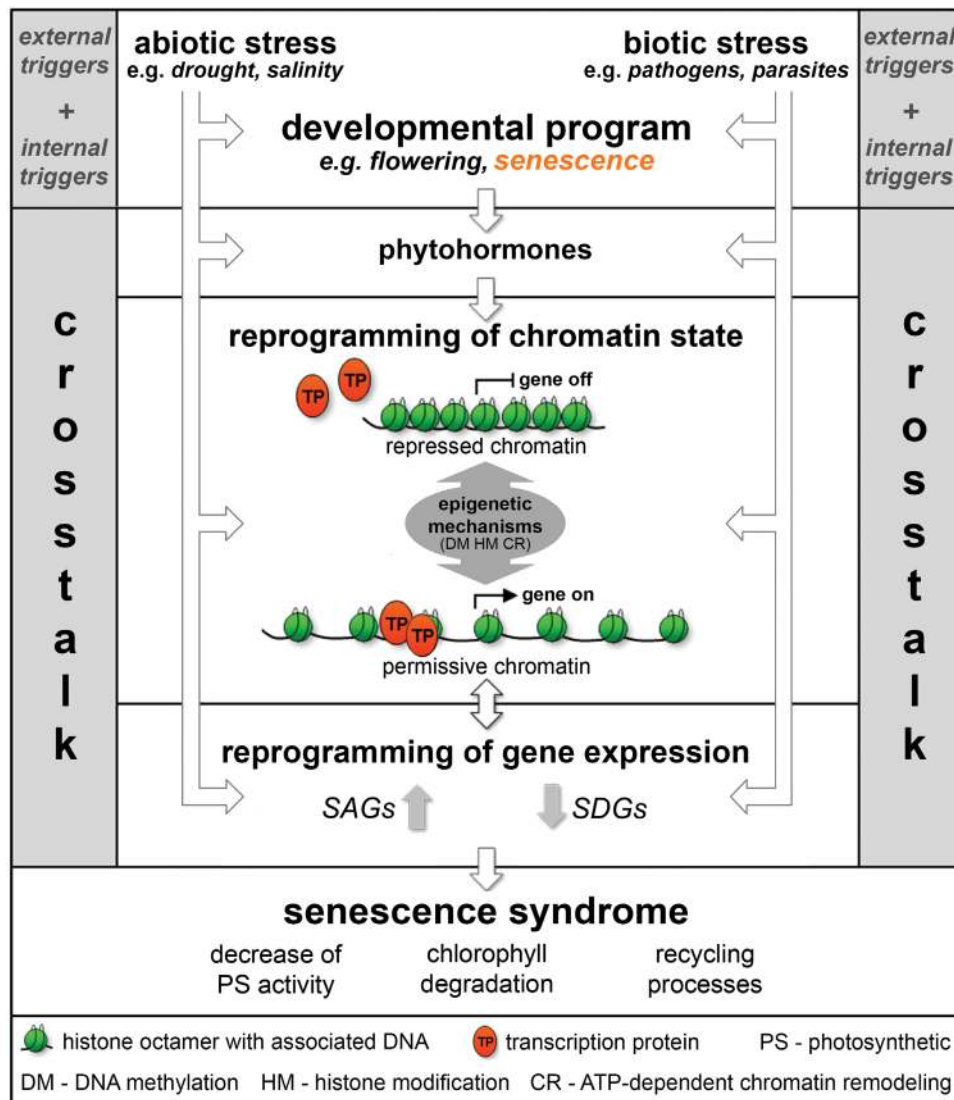 external
triggers
+
internal
triggers
abiotic stress
e.g. drought, salinity
biotic stress
e.g. pathogens, parasites
external
triggers
+
internal
triggers
developmental program
e.g. flowering, senescence
phytohormones
crosstalk
crosstalk
reprogramming of chromatin state
TP
TP
gene off
repressed chromatin
epigenetic
mechanisms
(DM HM CR)
gene on
TP
TP
permissive chromatin
reprogramming of gene expression
SAGs
SDGs
senescence syndrome
decrease of
PS activity
chlorophyll
degradation
recycling
processes
histone octamer with associated DNA
TP transcription protein
PS - photosynthetic
DM - DNA methylation
HM - histone modification
CR - ATP-dependent chromatin remodeling